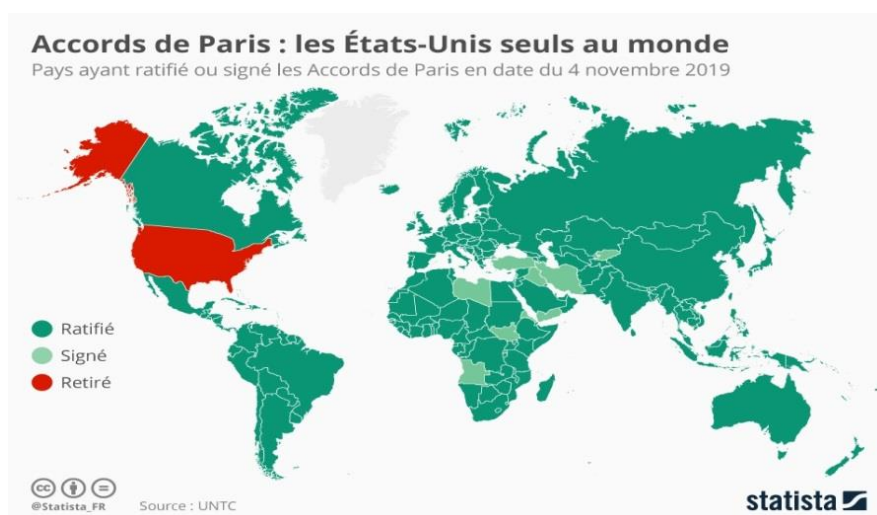 Accords de Paris : les États-Unis seuls au monde
Pays ayant ratifié ou signé les Accords de Paris en date du 4 novembre 2019
Ratifié
Signé
Retiré
cc
@Statista_FR
Source : UNTC
statista